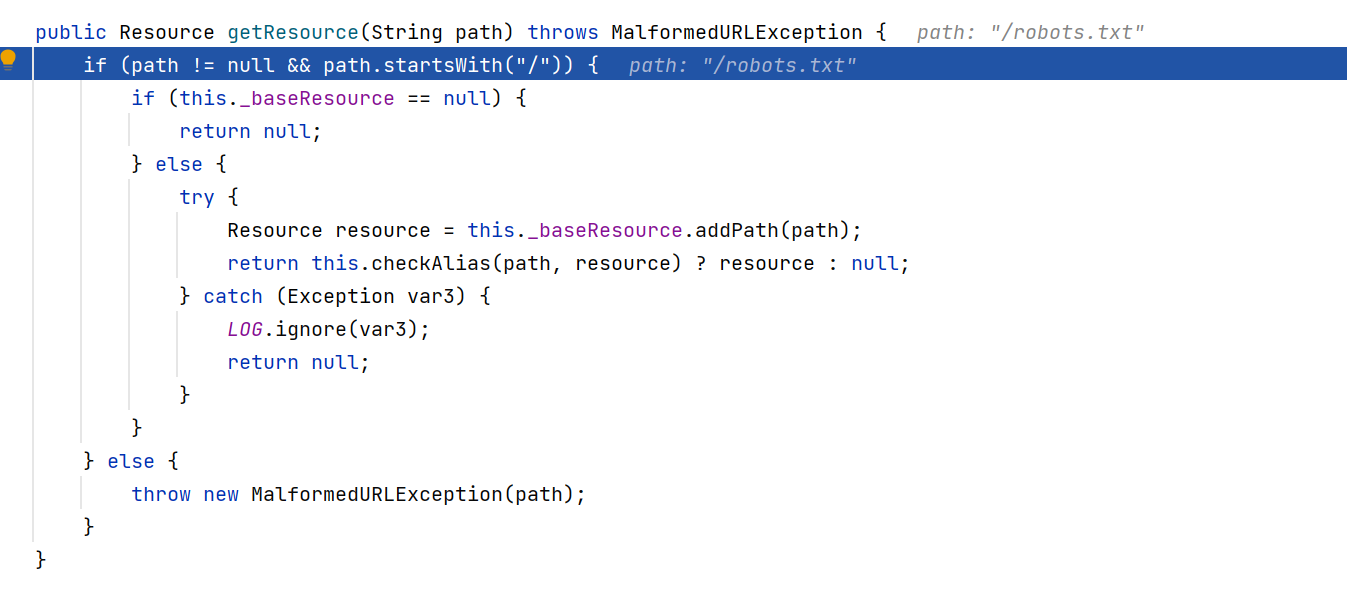 public Resource getResource(String path) throws MalformedURLException {   path: "/robots.txt"
    if (path != null && path.startsWith("/")) {   path: "/robots.txt"
        if (this._baseResource == null) {
            return null;
        } else {
            try {
                Resource resource = this._baseResource.addPath(path);
                return this.checkAlias(path, resource) ? resource : null;
            } catch (Exception var3) {
                LOG.ignore(var3);
                return null;
            }
        }
    } else {
        throw new MalformedURLException(path);
    }
}